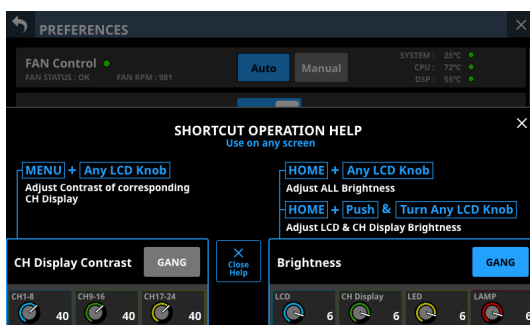 PREFERENCES
FAN Control
FAN STATUS : OK FAN RPM : 981
Auto
Manual
SYSTEM : 25℃
CPU : 72℃
DSP : 55℃
SHORTCUT OPERATION HELP
Use on any screen
MENU + Any LCD Knob
Adjust Contrast of corresponding
CH Display
HOME + Any LCD Knob
Adjust ALL Brightness
HOME + Push & Turn Any LCD Knob
Adjust LCD & CH Display Brightness
CH Display Contrast GANG
Close
Help
Brightness GANG
CH1-8 CH9-16 CH17-24
40 40 40
LCD CH Display LED LAMP
6 6 6 6